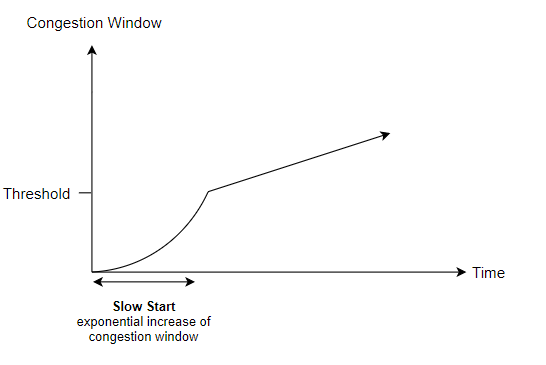 Congestion Window
Threshold
Time
Slow Start
exponential increase of
congestion window